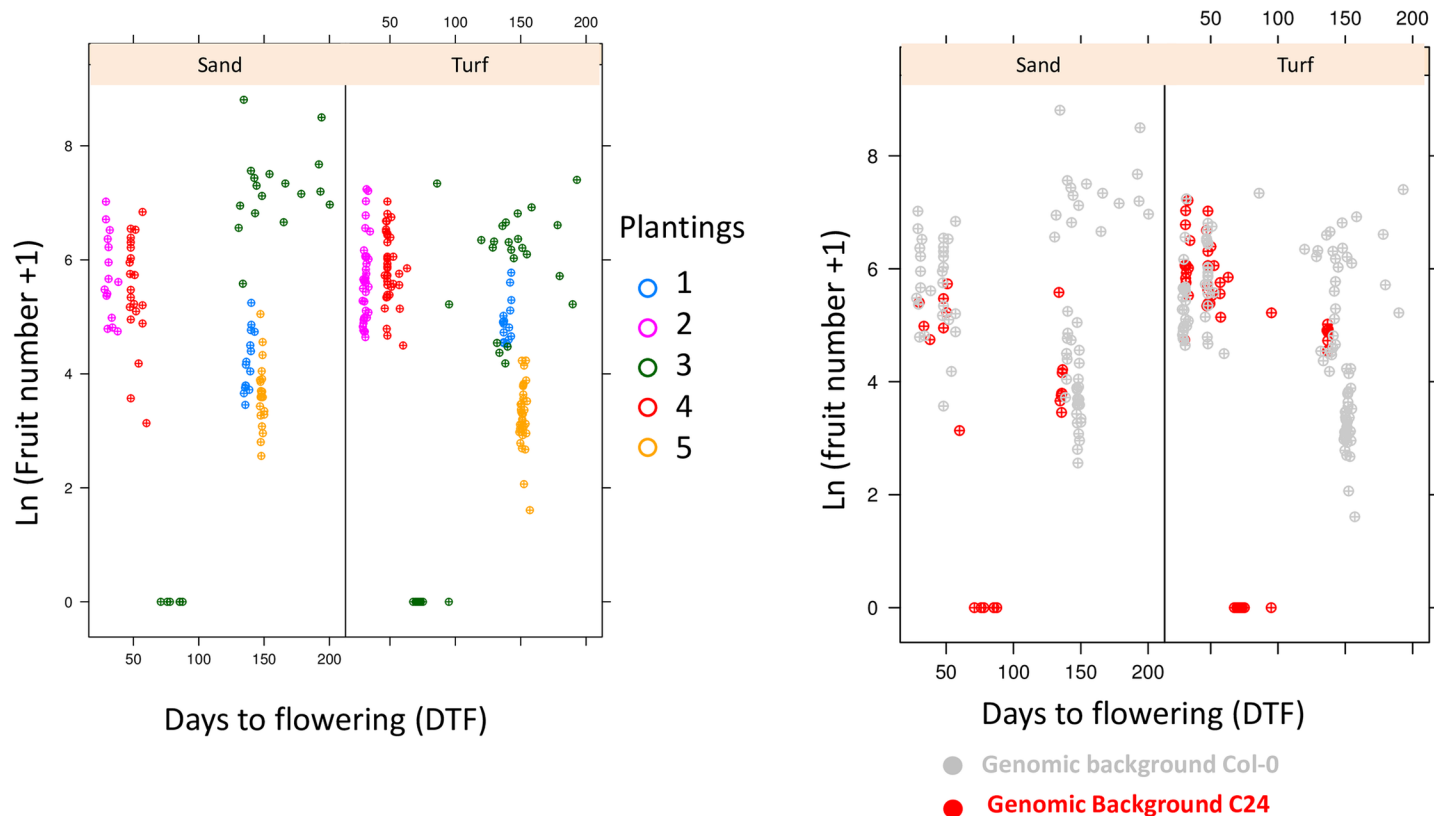 50 100 150 200
Sand Turf
8
6
4
2
0
50 100 150 200
Ln (Fruit number +1)
Days to flowering (DTF)
Plantings
1
2
3
4
5
50 100 150 200
Sand Turf
8
6
4
2
0
50 100 150 200
Ln (fruit number +1)
Days to flowering (DTF)
Genomic background Col-0
Genomic Background C24